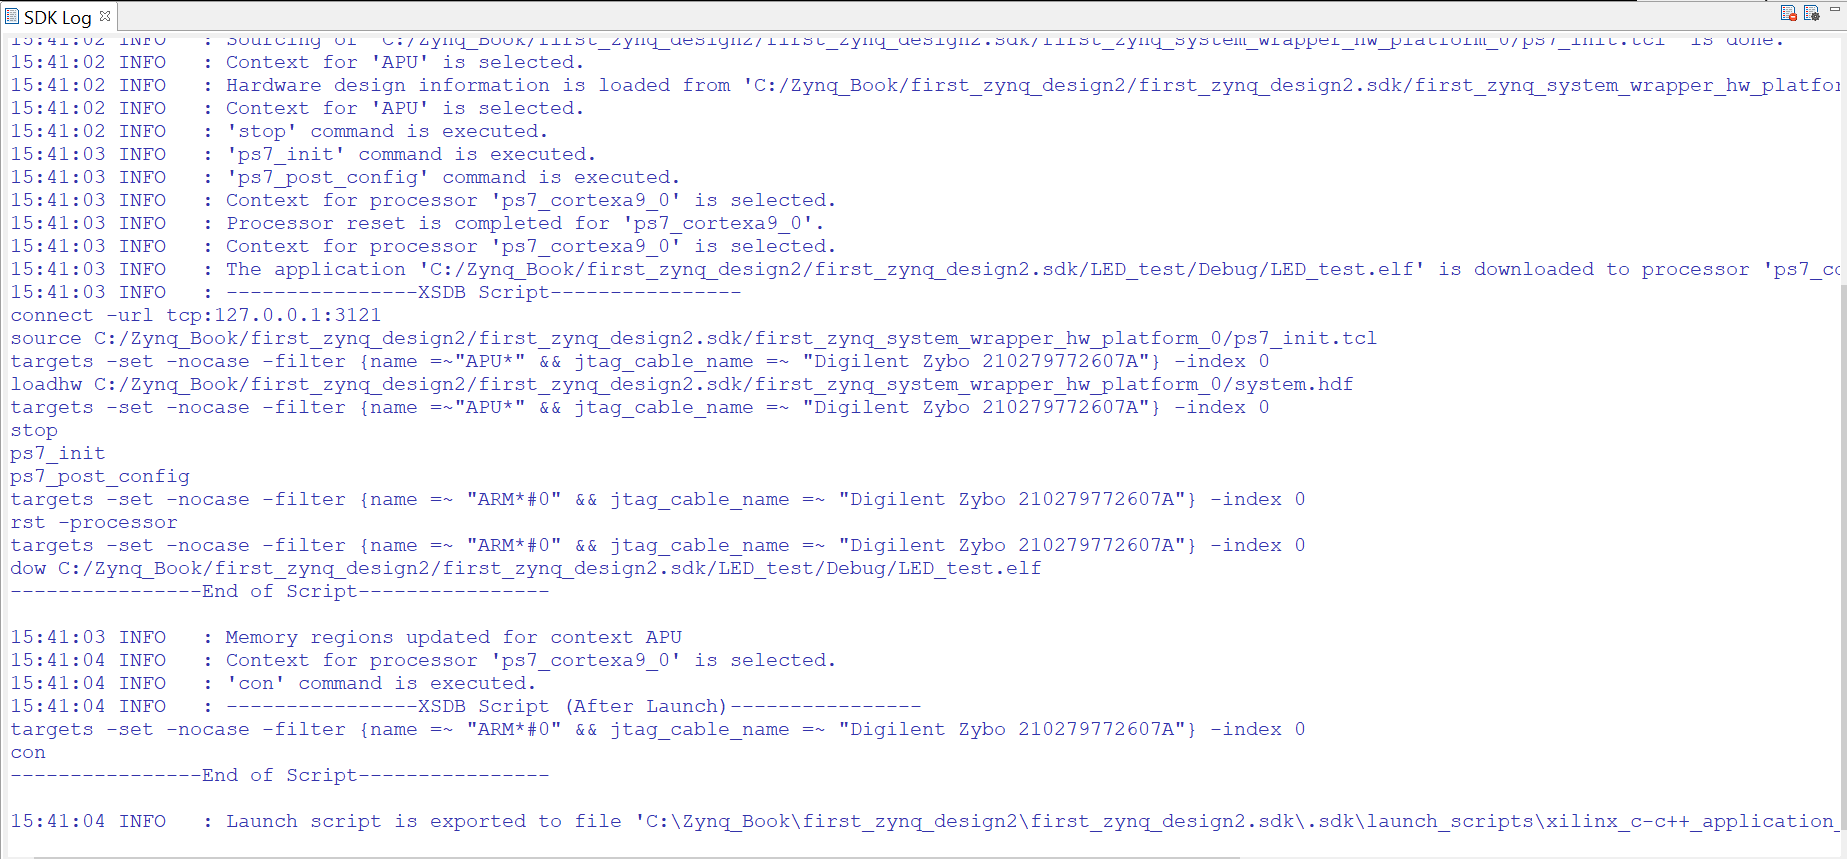 SDK Log
15:41:02 INFO : Sourcing of 'C:/Zynq_Book/first_zynq_design2/first_zynq_design2.sdk/first_zynq_system_wrapper_hw_platform_0/ps7_init.tcl' is done.
15:41:02 INFO : Context for 'APU' is selected.
15:41:02 INFO : Hardware design information is loaded from 'C:/Zynq_Book/first_zynq_design2/first_zynq_design2.sdk/first_zynq_system_wrapper_hw_platfor
15:41:02 INFO : Context for 'APU' is selected.
15:41:02 INFO : 'stop' command is executed.
15:41:03 INFO : 'ps7_init' command is executed.
15:41:03 INFO : 'ps7_post_config' command is executed.
15:41:03 INFO : Context for processor 'ps7_cortexa9_0' is selected.
15:41:03 INFO : Processor reset is completed for 'ps7_cortexa9_0'.
15:41:03 INFO : Context for processor 'ps7_cortexa9_0' is selected.
15:41:03 INFO : The application 'C:/Zynq_Book/first_zynq_design2/first_zynq_design2.sdk/LED_test/Debug/LED_test.elf' is downloaded to processor 'ps7_co
15:41:03 INFO : ----------------XSDB Script----------------
connect -url tcp:127.0.0.1:3121
source C:/Zynq_Book/first_zynq_design2/first_zynq_design2.sdk/first_zynq_system_wrapper_hw_platform_0/ps7_init.tcl
targets -set -nocase -filter {name =~"APU*" && jtag_cable_name =~ "Digilent Zybo 210279772607A"} -index 0
loadhw C:/Zynq_Book/first_zynq_design2/first_zynq_design2.sdk/first_zynq_system_wrapper_hw_platform_0/system.hdf
targets -set -nocase -filter {name =~"APU*" && jtag_cable_name =~ "Digilent Zybo 210279772607A"} -index 0
stop
ps7_init
ps7_post_config
targets -set -nocase -filter {name =~ "ARM*#0" && jtag_cable_name =~ "Digilent Zybo 210279772607A"} -index 0
rst -processor
targets -set -nocase -filter {name =~ "ARM*#0" && jtag_cable_name =~ "Digilent Zybo 210279772607A"} -index 0
dow C:/Zynq_Book/first_zynq_design2/first_zynq_design2.sdk/LED_test/Debug/LED_test.elf
----------------End of Script----------------
15:41:03 INFO : Memory regions updated for context APU
15:41:04 INFO : Context for processor 'ps7_cortexa9_0' is selected.
15:41:04 INFO : 'con' command is executed.
15:41:04 INFO : ----------------XSDB Script (After Launch)----------------
targets -set -nocase -filter {name =~ "ARM*#0" && jtag_cable_name =~ "Digilent Zybo 210279772607A"} -index 0
con
----------------End of Script----------------
15:41:04 INFO : Launch script is exported to file 'C:\Zynq_Book\first_zynq_design2\first_zynq_design2.sdk\.sdk\launch_scripts\xilinx_c-c++_application_